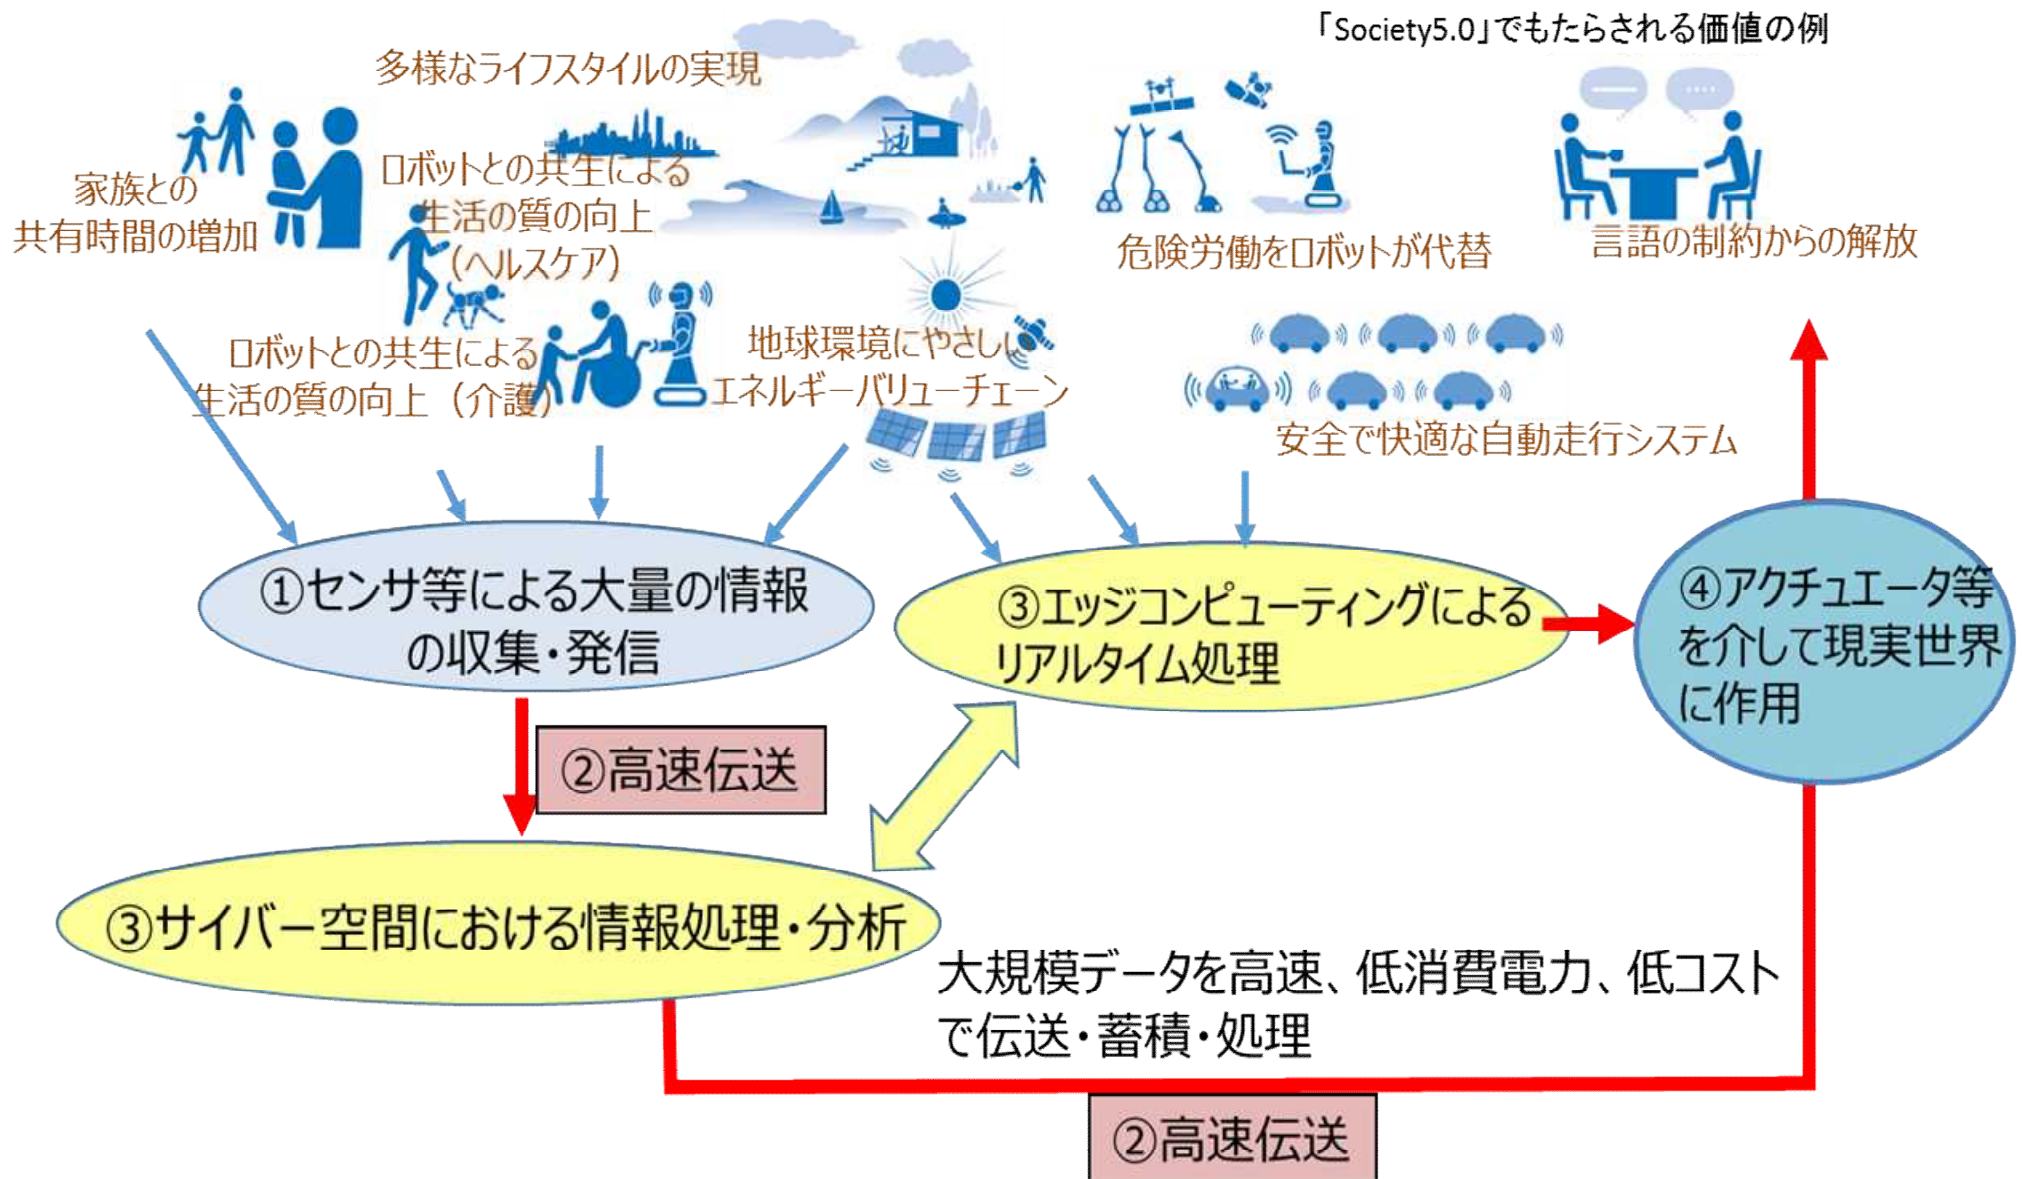 「Society5.0」でもたらされる価値の例
多様なライフスタイルの実現
家族との
共有時間の増加
ロボットとの共生による
生活の質の向上
(ヘルスケア)
危険労働をロボットが代替
言語の制約からの解放
ロボットとの共生による
生活の質の向上（介護）
地球環境にやさしい
エネルギーバリューチェーン
安全で快適な自動走行システム
①センサ等による大量の情報
の収集・発信
③エッジコンピューティングによる
リアルタイム処理
④アクチュエータ等
を介して現実世界
に作用
②高速伝送
③サイバー空間における情報処理・分析
大規模データを高速、低消費電力、低コスト
で伝送・蓄積・処理
②高速伝送